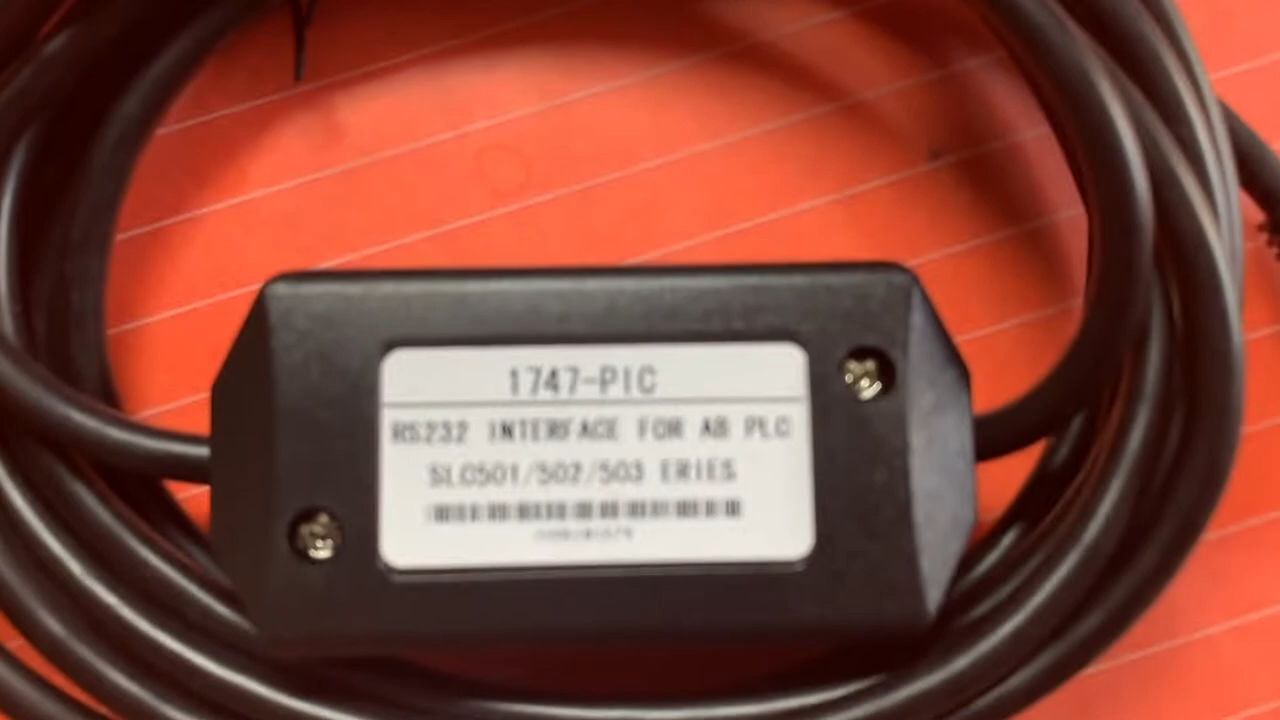 1747-PIC
RS232 INTERFACE FOR AB PLC
SLC501/502/503 ERIES